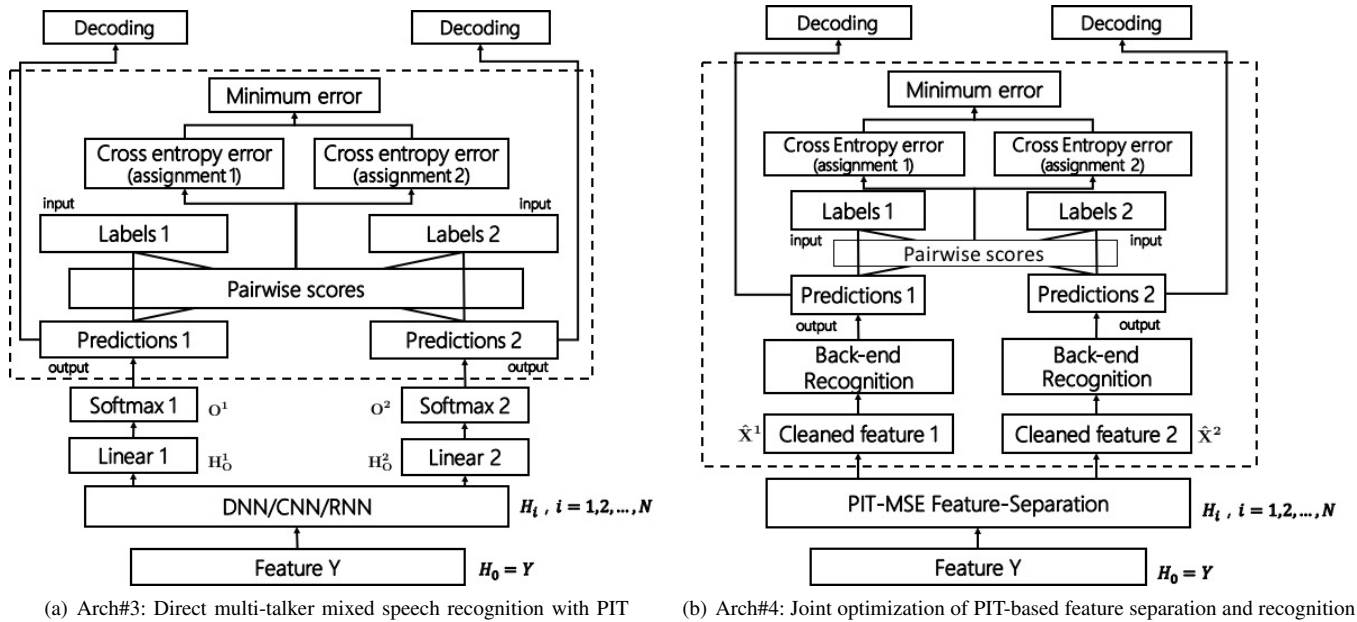 Decoding
Decoding
Minimum error
Cross entropy error
(assignment 1)
Cross entropy error
(assignment 2)
input
input
Labels 1
Labels 2
Pairwise scores
Predictions 1
Predictions 2
output
output
Softmax 1
O¹
O²
Softmax 2
Linear 1
H¹_O
H²_O
Linear 2
DNN/CNN/RNN
H_i , i = 1,2,...,N
Feature Y
H_0 = Y
(a) Arch#3: Direct multi-talker mixed speech recognition with PIT
Decoding
Decoding
Minimum error
Cross Entropy error
(assignment 1)
Cross Entropy error
(assignment 2)
Labels 1
Labels 2
input
input
Pairwise scores
Predictions 1
Predictions 2
output
output
Back-end
Recognition
Back-end
Recognition
X̂¹
Cleaned feature 1
Cleaned feature 2
X̂²
PIT-MSE Feature-Separation
H_i , i = 1,2,...,N
Feature Y
H_0 = Y
(b) Arch#4: Joint optimization of PIT-based feature separation and recognition